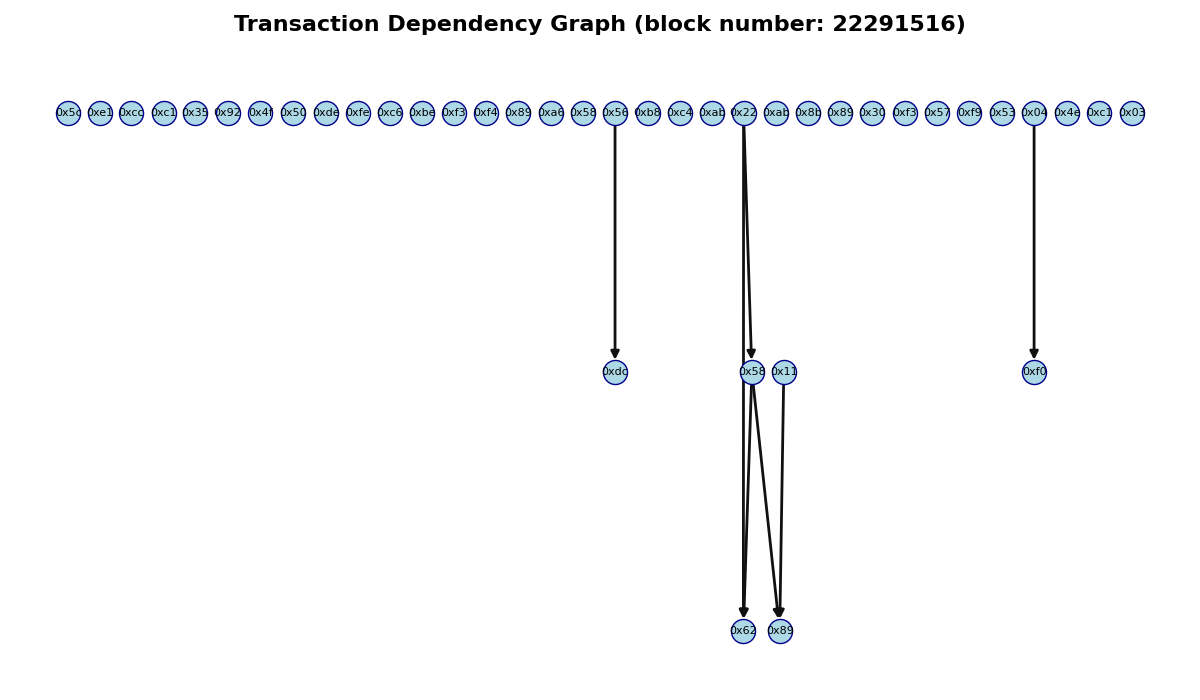 Transaction Dependency Graph (block number: 22291516)
0x5c 0xe1 0xcc 0xc1 0x35 0x92 0x4f 0x50 0xde 0xfe 0xc6 0xbe 0xf3 0xf4 0x89 0xa6 0x58 0x56 0xb8 0xc4 0xab 0x22 0xab 0x8b 0x89 0x30 0xf3 0x57 0xf9 0x53 0x04 0x4e 0xc1 0x03
0xdc 0x58 0x11 0xf0
0x62 0x89